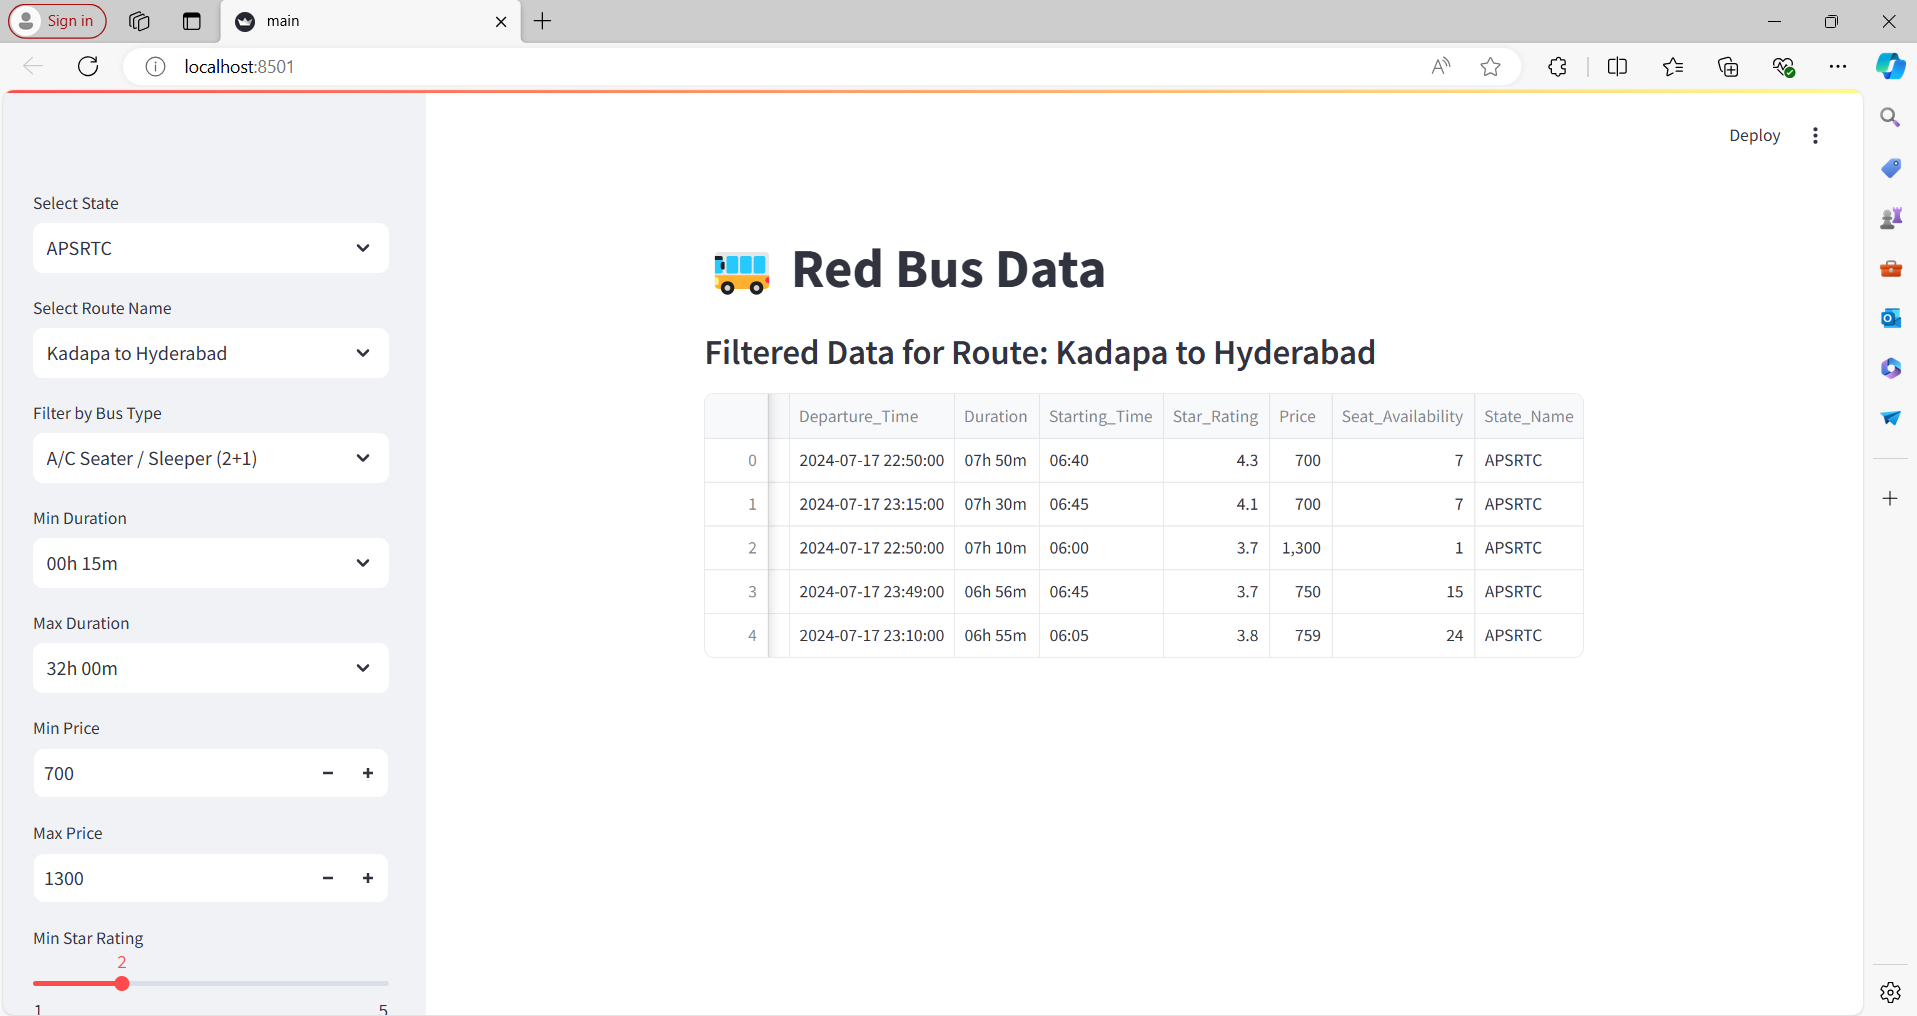 Sign in
main
localhost:8501
Deploy
Select State
APSRTC
Select Route Name
Kadapa to Hyderabad
Filter by Bus Type
A/C Seater / Sleeper (2+1)
Min Duration
00h 15m
Max Duration
32h 00m
Min Price
700
Max Price
1300
Min Star Rating
2
1 5
Red Bus Data
Filtered Data for Route: Kadapa to Hyderabad
Departure_Time Duration Starting_Time Star_Rating Price Seat_Availability State_Name
0 2024-07-17 22:50:00 07h 50m 06:40 4.3 700 7 APSRTC
1 2024-07-17 23:15:00 07h 30m 06:45 4.1 700 7 APSRTC
2 2024-07-17 22:50:00 07h 10m 06:00 3.7 1,300 1 APSRTC
3 2024-07-17 23:49:00 06h 56m 06:45 3.7 750 15 APSRTC
4 2024-07-17 23:10:00 06h 55m 06:05 3.8 759 24 APSRTC